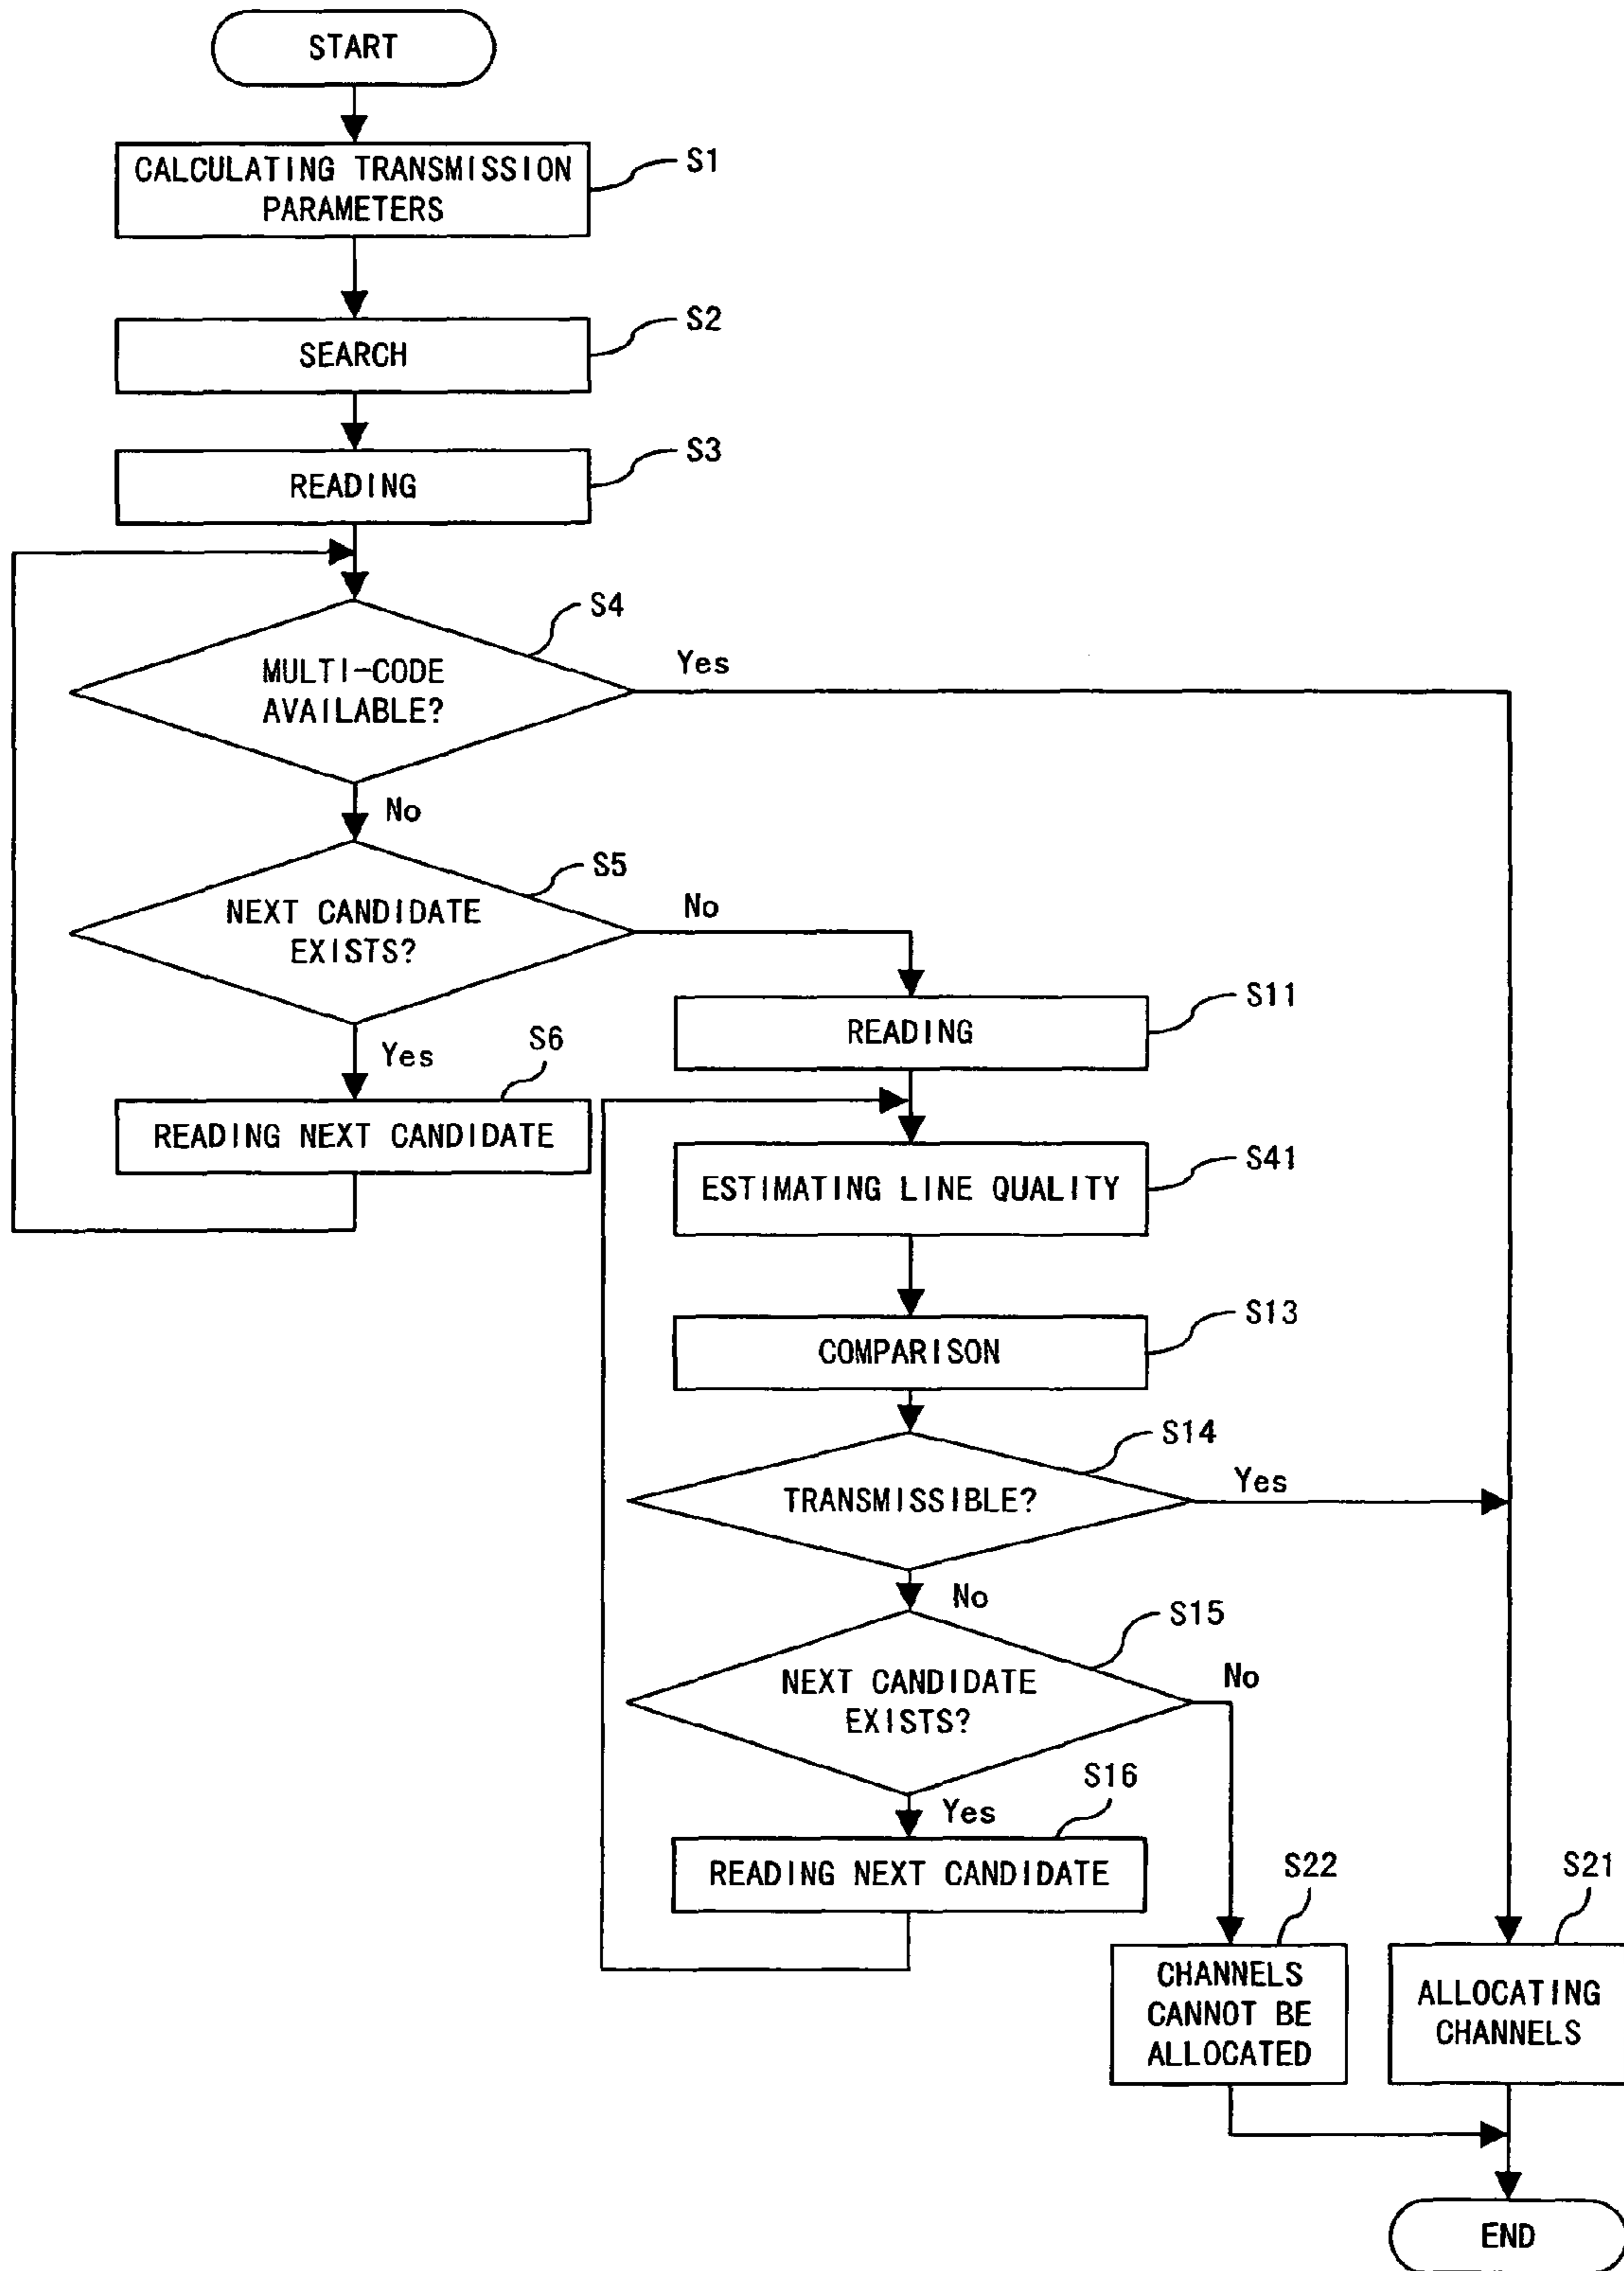 START
CALCULATING TRANSMISSION
PARAMETERS
S1
SEARCH
S2
READING
S3
MULTI-CODE
AVAILABLE?
S4
Yes
No
NEXT CANDIDATE
EXISTS?
S5
No
Yes
READING NEXT CANDIDATE
S6
READING
S11
ESTIMATING LINE QUALITY
S41
COMPARISON
S13
TRANSMISSIBLE?
S14
Yes
No
NEXT CANDIDATE
EXISTS?
S15
No
Yes
READING NEXT CANDIDATE
S16
CHANNELS
CANNOT BE
ALLOCATED
S22
ALLOCATING
CHANNELS
S21
END